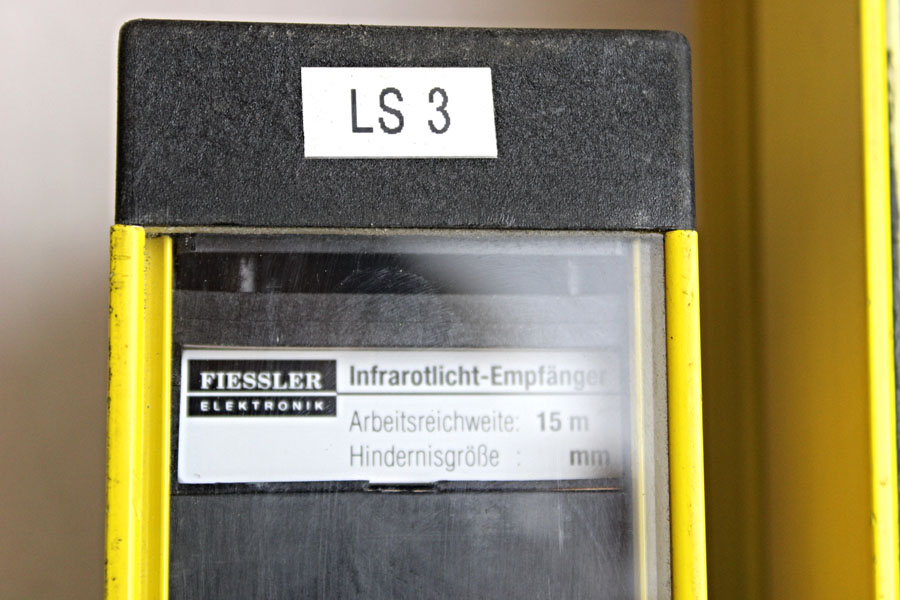 LS 3
FIESSLER
ELEKTRONIK
Infrarotlicht-Empfänger
Arbeitsreichweite: 15 m
Hindernisgröße : mm